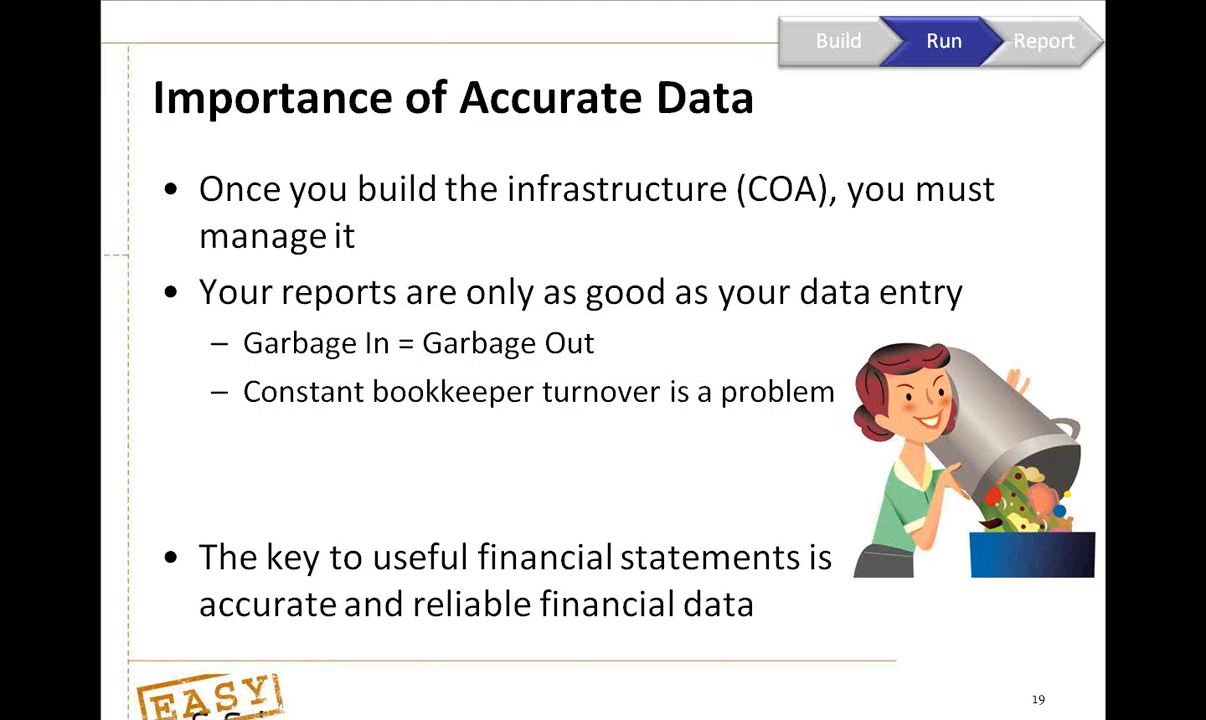 Build Run Report
Importance of Accurate Data
• Once you build the infrastructure (COA), you must
manage it
• Your reports are only as good as your data entry
– Garbage In = Garbage Out
– Constant bookkeeper turnover is a problem
• The key to useful financial statements is
accurate and reliable financial data
EASY
19